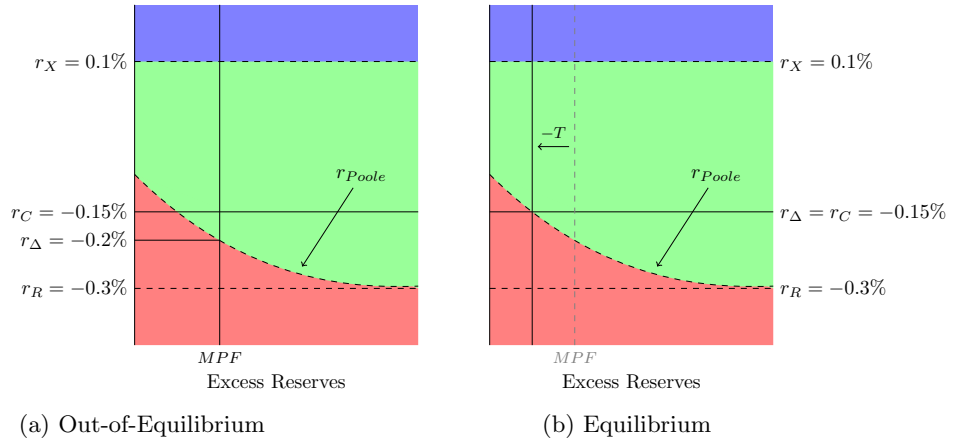 r_X = 0.1%
r_Poole
r_C = −0.15%
r_Δ = −0.2%
r_R = −0.3%
MPF
Excess Reserves
(a) Out-of-Equilibrium
r_X = 0.1%
−T
r_Poole
r_Δ = r_C = −0.15%
r_R = −0.3%
MPF
Excess Reserves
(b) Equilibrium